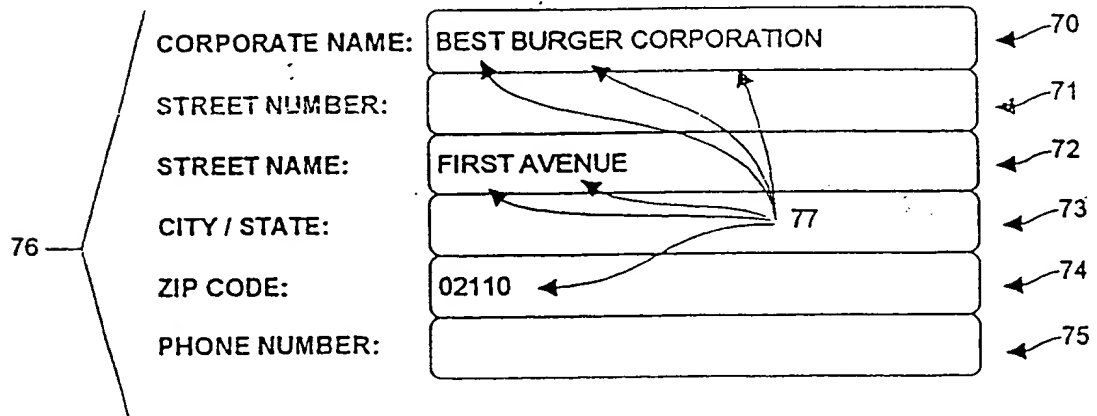 CORPORATE NAME: BEST BURGER CORPORATION 70
STREET NUMBER: 71
STREET NAME: FIRST AVENUE 72
CITY / STATE: 77 73
76
ZIP CODE: 02110 74
PHONE NUMBER: 75